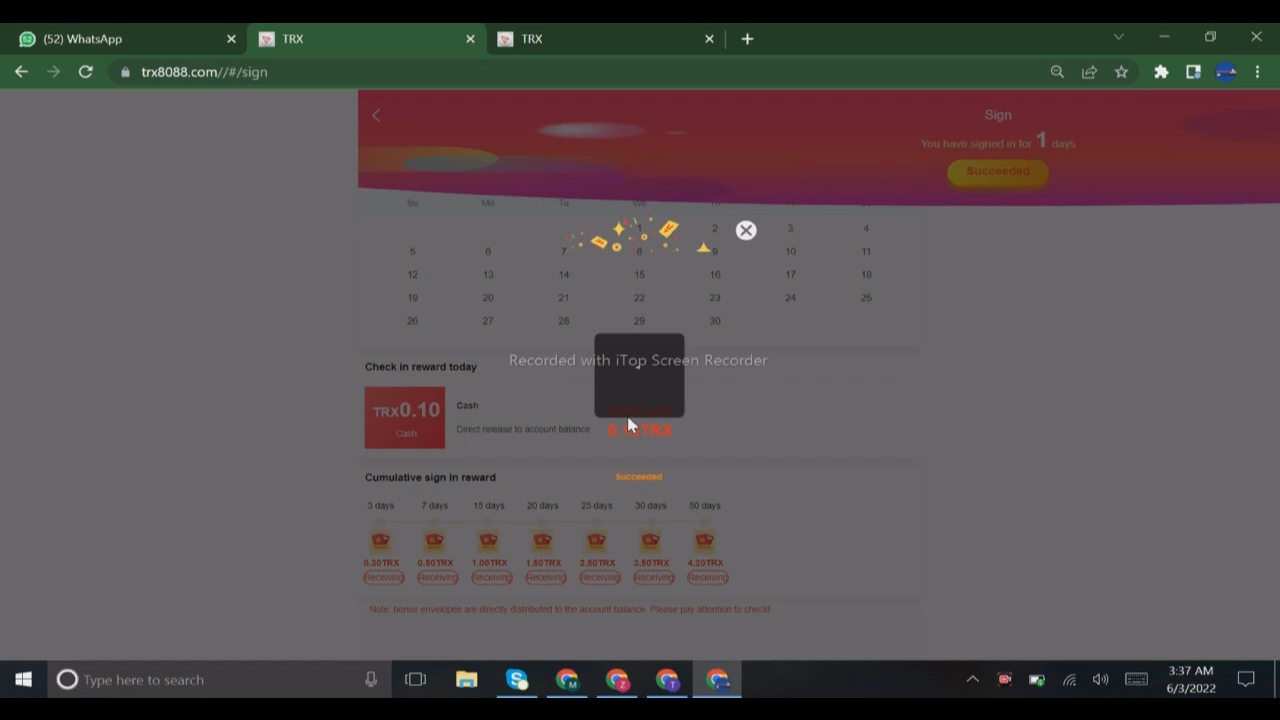 (52) WhatsApp
TRX
TRX
trx8088.com//#/sign
Sign
You have signed in for 1 days
Succeeded
Su Mo Tu We Fri
1 2 3 4
5 6 7 8 9 10 11
12 13 14 15 16 17 18
19 20 21 22 23 24 25
26 27 28 29 30
Recorded with iTop Screen Recorder
Check in reward today
TRX0.10
Cash
Cash
Direct release to account balance
TRX
Cumulative sign in reward
Succeeded
3 days 7 days 15 days 20 days 25 days 30 days 50 days
0.30TRX 0.50TRX 1.00TRX 1.50TRX 2.50TRX 3.50TRX 4.20TRX
Receiving Receiving Receiving Receiving Receiving Receiving Receiving
Note: bonus envelopes are directly distributed to the account balance. Please pay attention to check!
Type here to search
3:37 AM
6/3/2022